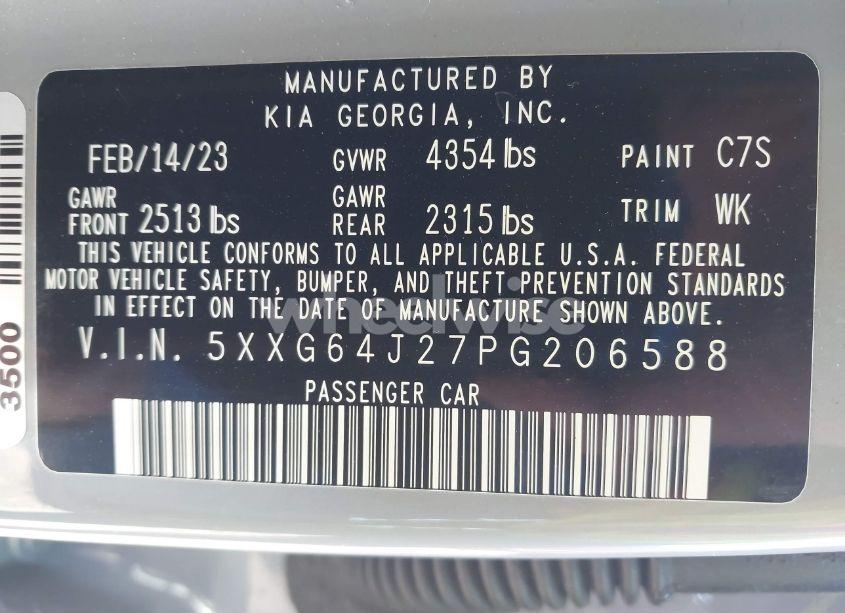 MANUFACTURED BY
KIA GEORGIA, INC.
FEB/14/23 GVWR 4354 lbs PAINT C7S
GAWR FRONT 2513 lbs GAWR REAR 2315 lbs TRIM WK
THIS VEHICLE CONFORMS TO ALL APPLICABLE U.S.A. FEDERAL
MOTOR VEHICLE SAFETY, BUMPER, AND THEFT PREVENTION STANDARDS
IN EFFECT ON THE DATE OF MANUFACTURE SHOWN ABOVE.
V.I.N. 5XXG64J27PG206588
PASSENGER CAR
3500
wheelwise